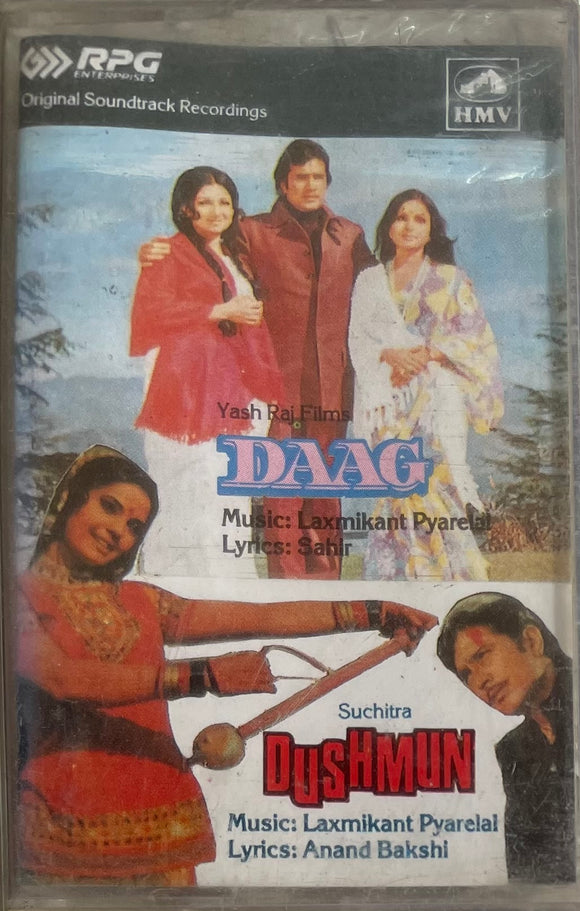 RPG
ENTERPRISES
Original Soundtrack Recordings
HMV
Yash Raj Films
DAAG
Music: Laxmikant Pyarelal
Lyrics: Sahir
Suchitra
DUSHMUN
Music: Laxmikant Pyarelal
Lyrics: Anand Bakshi